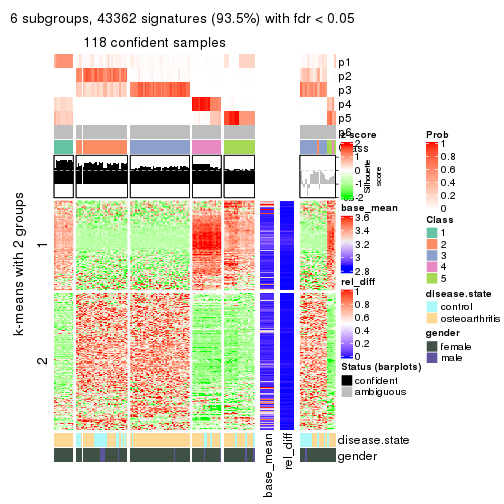 6 subgroups, 43362 signatures (93.5%) with fdr < 0.05
118 confident samples
p1
p2
p3
p4
p5
p6
Class
Silhouette
score
k-means with 2 groups
1
2
z-score
2
1
0
-1
-2
base_mean
3.6
3.4
3.2
3
2.8
rel_diff
1
0.8
0.6
0.4
0.2
0
Status (barplots)
confident
ambiguous
Prob
1
0.8
0.6
0.4
0.2
0
Class
1
2
3
4
5
disease.state
control
osteoarthritis
gender
female
male
disease.state
gender
base_mean
rel_diff